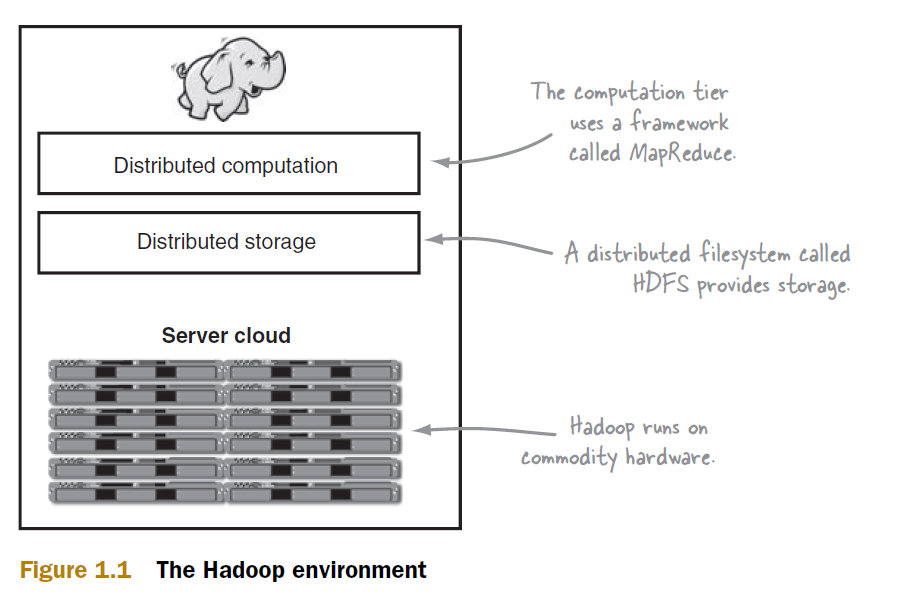 The computation tier
uses a framework
called MapReduce.
Distributed computation
Distributed storage
A distributed filesystem called
HDFS provides storage.
Server cloud
Hadoop runs on
commodity hardware.
Figure 1.1 The Hadoop environment